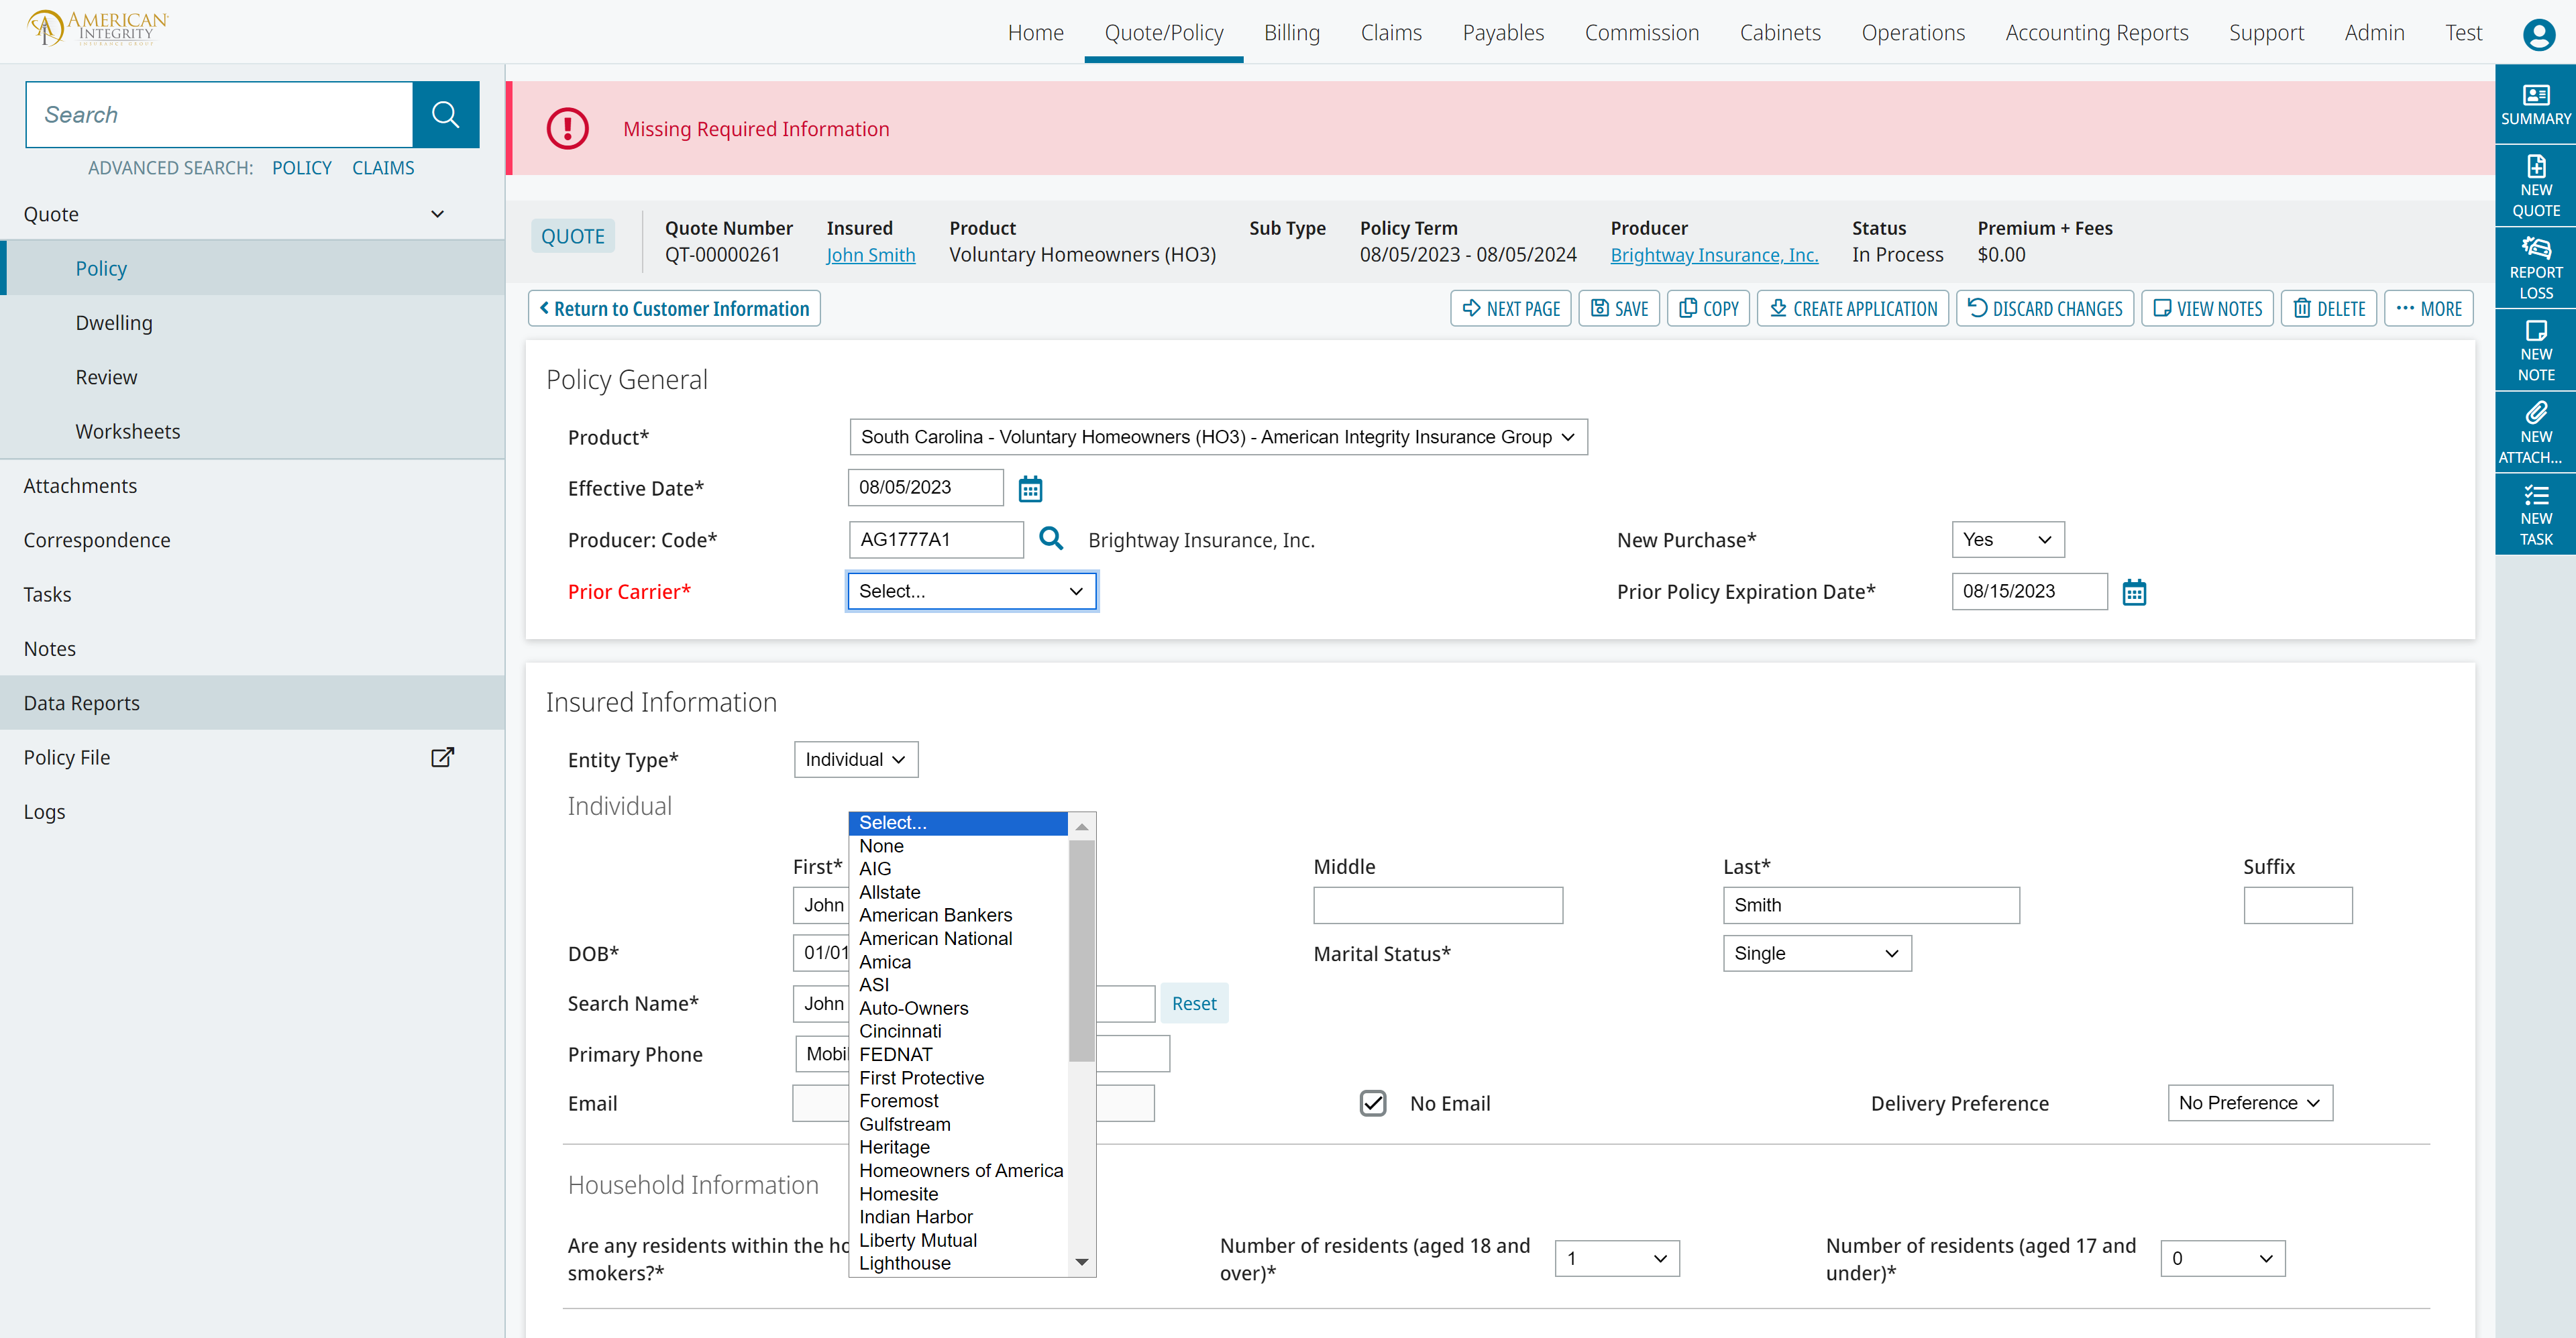 AMERICAN
INTEGRITY
INSURANCE GROUP
Home Quote/Policy Billing Claims Payables Commission Cabinets Operations Accounting Reports Support Admin Test
Search
ADVANCED SEARCH: POLICY CLAIMS
Quote
Policy
Dwelling
Review
Worksheets
Attachments
Correspondence
Tasks
Notes
Data Reports
Policy File
Logs
Missing Required Information
QUOTE
Quote Number Insured Product Sub Type Policy Term Producer Status Premium + Fees
QT-00000261 John Smith Voluntary Homeowners (HO3) 08/05/2023 - 08/05/2024 Brightway Insurance, Inc. In Process $0.00
Return to Customer Information
NEXT PAGE SAVE COPY CREATE APPLICATION DISCARD CHANGES VIEW NOTES DELETE MORE
Policy General
Product* South Carolina - Voluntary Homeowners (HO3) - American Integrity Insurance Group
Effective Date* 08/05/2023
Producer: Code* AG1777A1 Brightway Insurance, Inc. New Purchase* Yes
Prior Carrier* Select... Prior Policy Expiration Date* 08/15/2023
Insured Information
Entity Type* Individual
Individual
First* Middle Last* Suffix
John Smith
DOB* 01/01 Marital Status* Single
Search Name* John Reset
Primary Phone Mobil
Email No Email Delivery Preference No Preference
Household Information
Are any residents within the ho
smokers?*
Number of residents (aged 18 and
over)* 1
Number of residents (aged 17 and
under)* 0
Select...
None
AIG
Allstate
American Bankers
American National
Amica
ASI
Auto-Owners
Cincinnati
FEDNAT
First Protective
Foremost
Gulfstream
Heritage
Homeowners of America
Homesite
Indian Harbor
Liberty Mutual
Lighthouse
SUMMARY
NEW
QUOTE
REPORT
LOSS
NEW
NOTE
NEW
ATTACH...
NEW
TASK